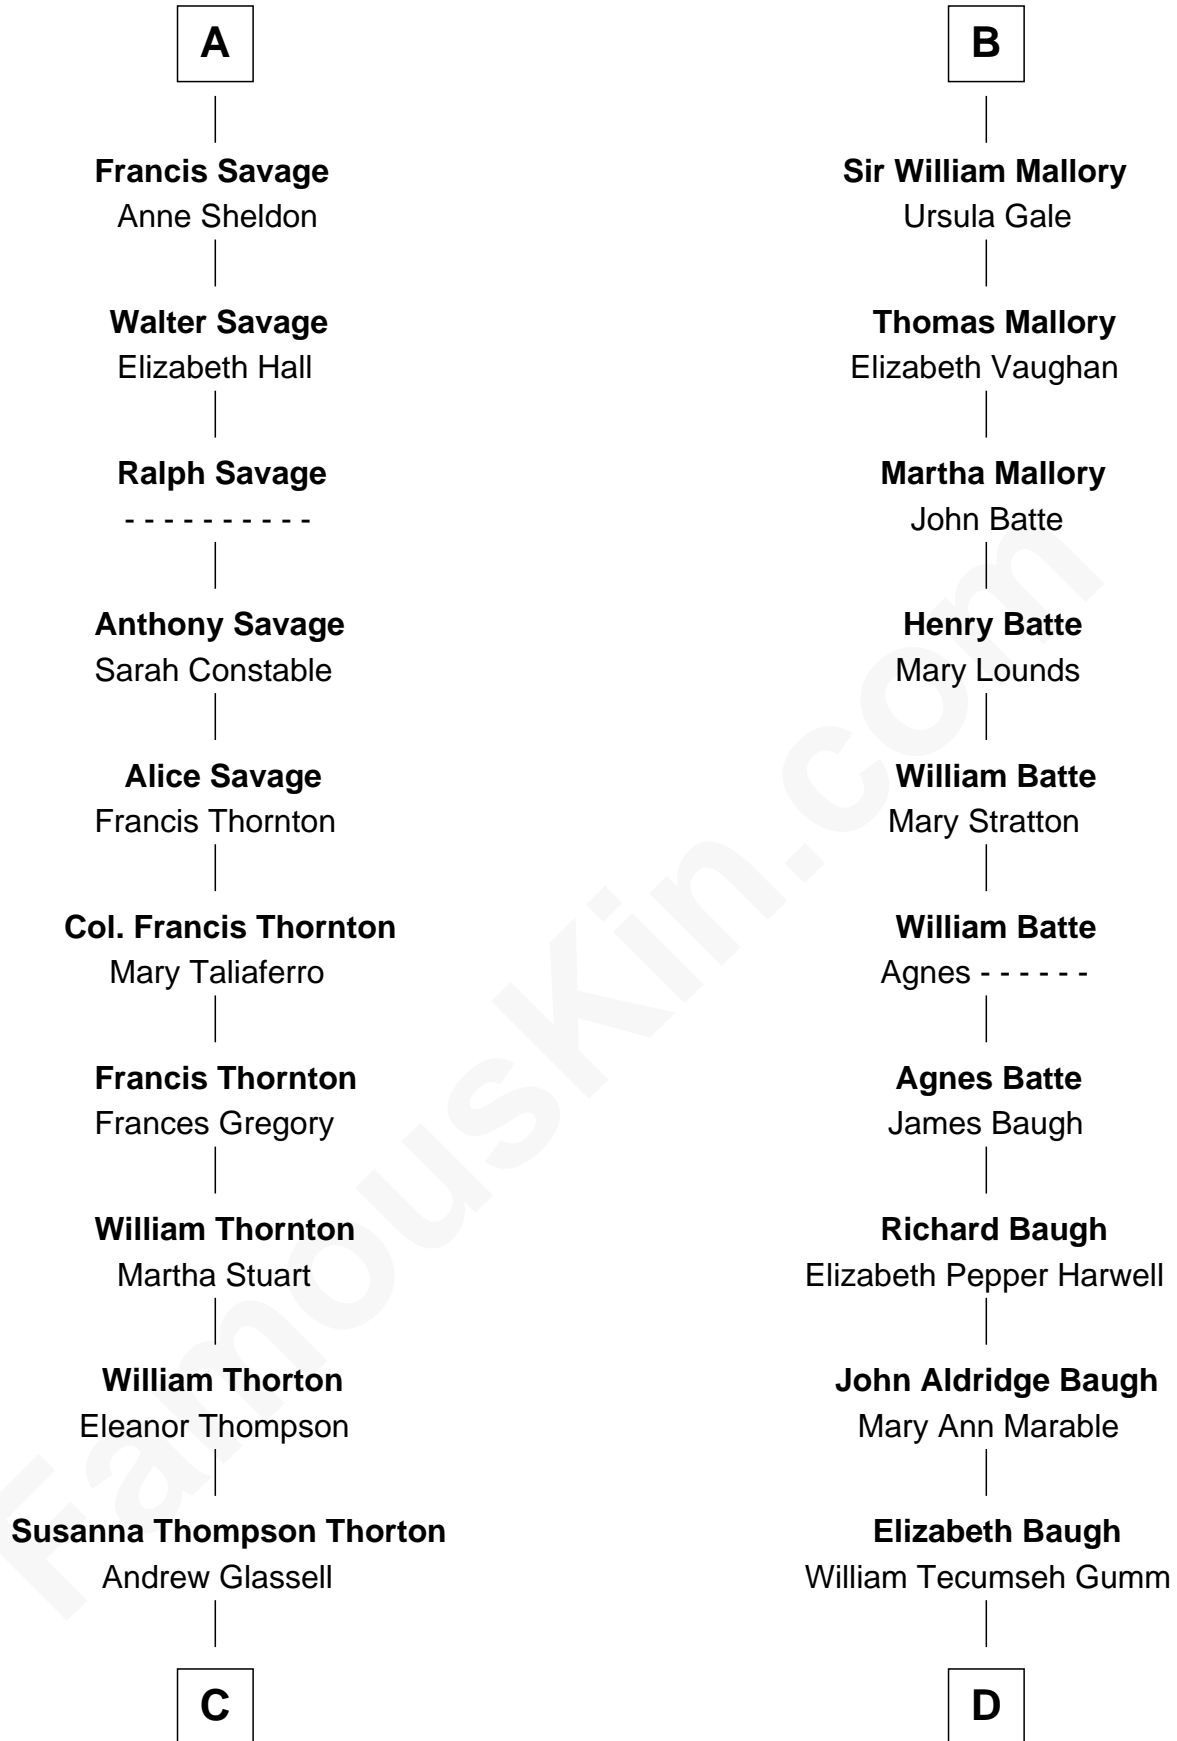 A
Francis Savage
Anne Sheldon
Walter Savage
Elizabeth Hall
Ralph Savage
- - - - - - - - - -
Anthony Savage
Sarah Constable
Alice Savage
Francis Thornton
Col. Francis Thornton
Mary Taliaferro
Francis Thornton
Frances Gregory
William Thornton
Martha Stuart
William Thorton
Eleanor Thompson
Susanna Thompson Thorton
Andrew Glassell
C
B
Sir William Mallory
Ursula Gale
Thomas Mallory
Elizabeth Vaughan
Martha Mallory
John Batte
Henry Batte
Mary Lounds
William Batte
Mary Stratton
William Batte
Agnes - - - - - -
Agnes Batte
James Baugh
Richard Baugh
Elizabeth Pepper Harwell
John Aldridge Baugh
Mary Ann Marable
Elizabeth Baugh
William Tecumseh Gumm
D
FamousKin.com